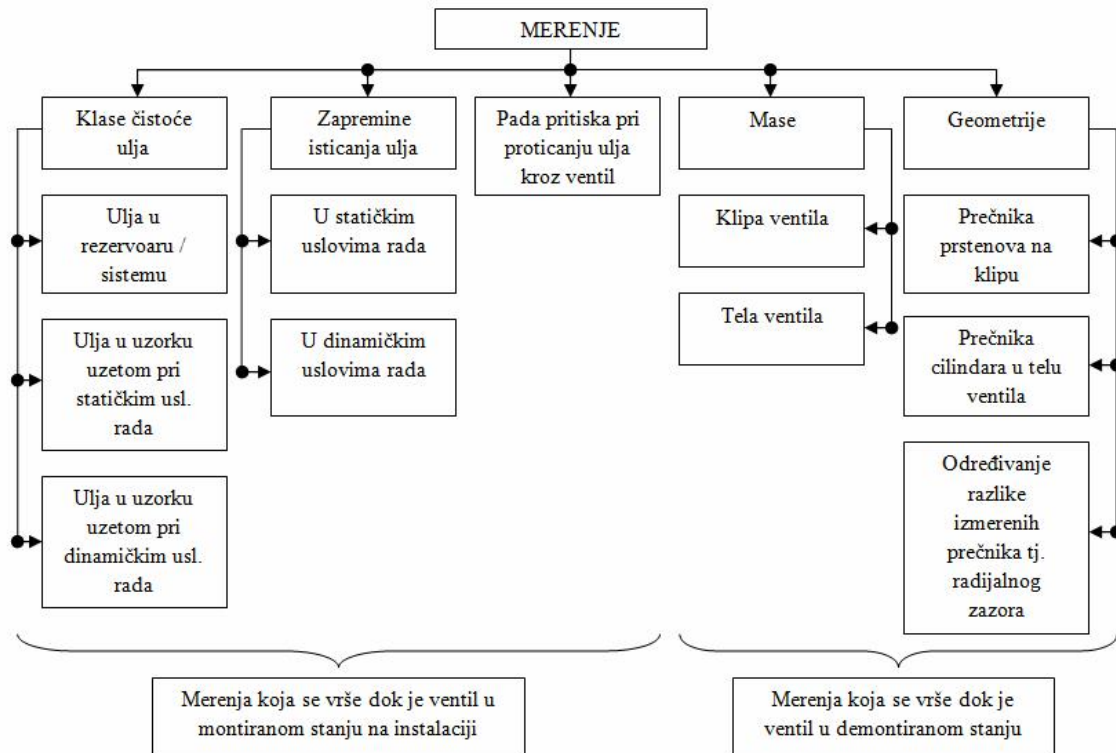 MERENJE
Klase čistoće
ulja
Zapremine
isticanja ulja
Pada pritiska pri
proticanju ulja
kroz ventil
Mase
Geometrije
Ulja u
rezervoaru /
sistemu
U statičkim
uslovima rada
Klipa ventila
Prečnika
prstenova na
klipu
Ulja u uzorku
uzetom pri
statičkim usl.
rada
U dinamičkim
uslovima rada
Tela ventila
Prečnika
cilindara u telu
ventila
Ulja u uzorku
uzetom pri
dinamičkim usl.
rada
Određivanje
razlike
izmerenih
prečnika tj.
radijalnog
zazora
Merenja koja se vrše dok je ventil u
montiranom stanju na instalaciji
Merenja koja se vrše dok je
ventil u demontiranom stanju